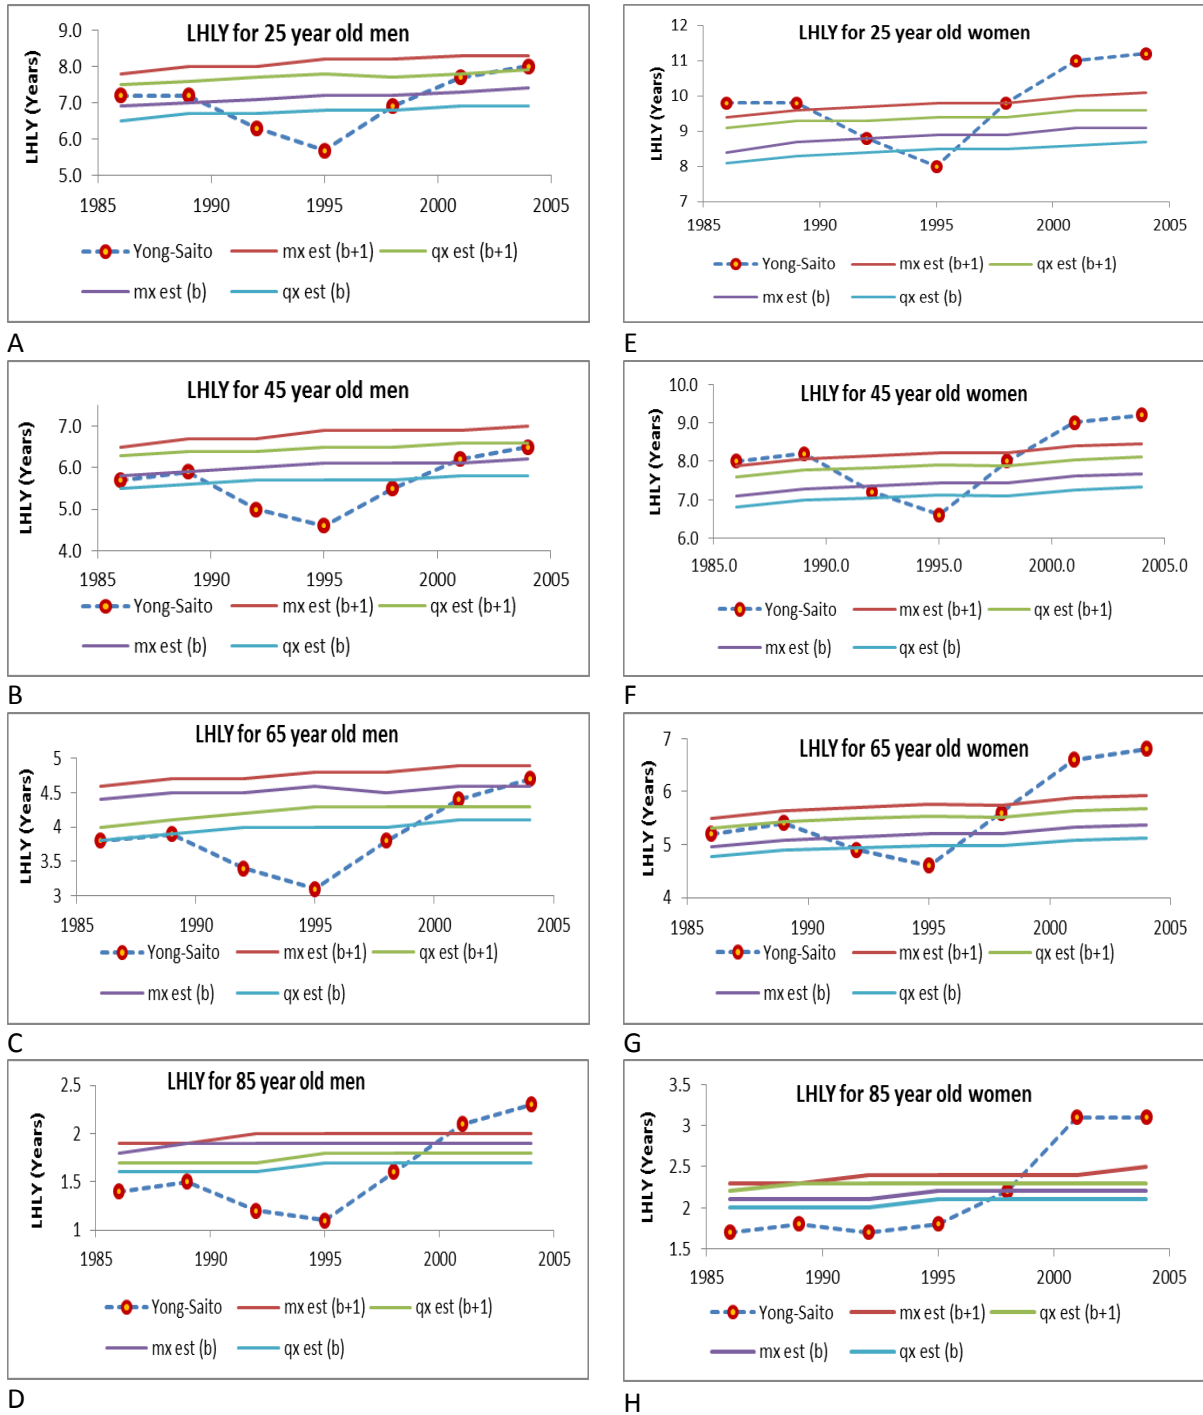 LHLY for 25 year old men
LHLY (Years)
9.0
8.0
7.0
6.0
5.0
1985 1990 1995 2000 2005
Yong-Saito mx est (b+1) qx est (b+1)
mx est (b) qx est (b)
A
LHLY for 25 year old women
LHLY (Years)
12
11
10
9
8
7
1985 1990 1995 2000 2005
Yong-Saito mx est (b+1) qx est (b+1)
mx est (b) qx est (b)
E
LHLY for 45 year old men
LHLY (Years)
7.0
6.0
5.0
4.0
1985 1990 1995 2000 2005
Yong-Saito mx est (b+1) qx est (b+1)
mx est (b) qx est (b)
B
LHLY for 45 year old women
LHLY (Years)
10.0
9.0
8.0
7.0
6.0
1985.0 1990.0 1995.0 2000.0 2005.0
Yong-Saito mx est (b+1) qx est (b+1)
mx est (b) qx est (b)
F
LHLY for 65 year old men
LHLY (Years)
5
4.5
4
3.5
3
1985 1990 1995 2000 2005
Yong-Saito mx est (b+1) qx est (b+1)
mx est (b) qx est (b)
C
LHLY for 65 year old women
LHLY (Years)
7
6
5
4
1985 1990 1995 2000 2005
Yong-Saito mx est (b+1) qx est (b+1)
mx est (b) qx est (b)
G
LHLY for 85 year old men
LHLY (Years)
2.5
2
1.5
1
1985 1990 1995 2000 2005
Yong-Saito mx est (b+1) qx est (b+1)
mx est (b) qx est (b)
D
LHLY for 85 year old women
LHLY (Years)
3.5
3
2.5
2
1.5
1985 1990 1995 2000 2005
Yong-Saito mx est (b+1) qx est (b+1)
mx est (b) qx est (b)
H